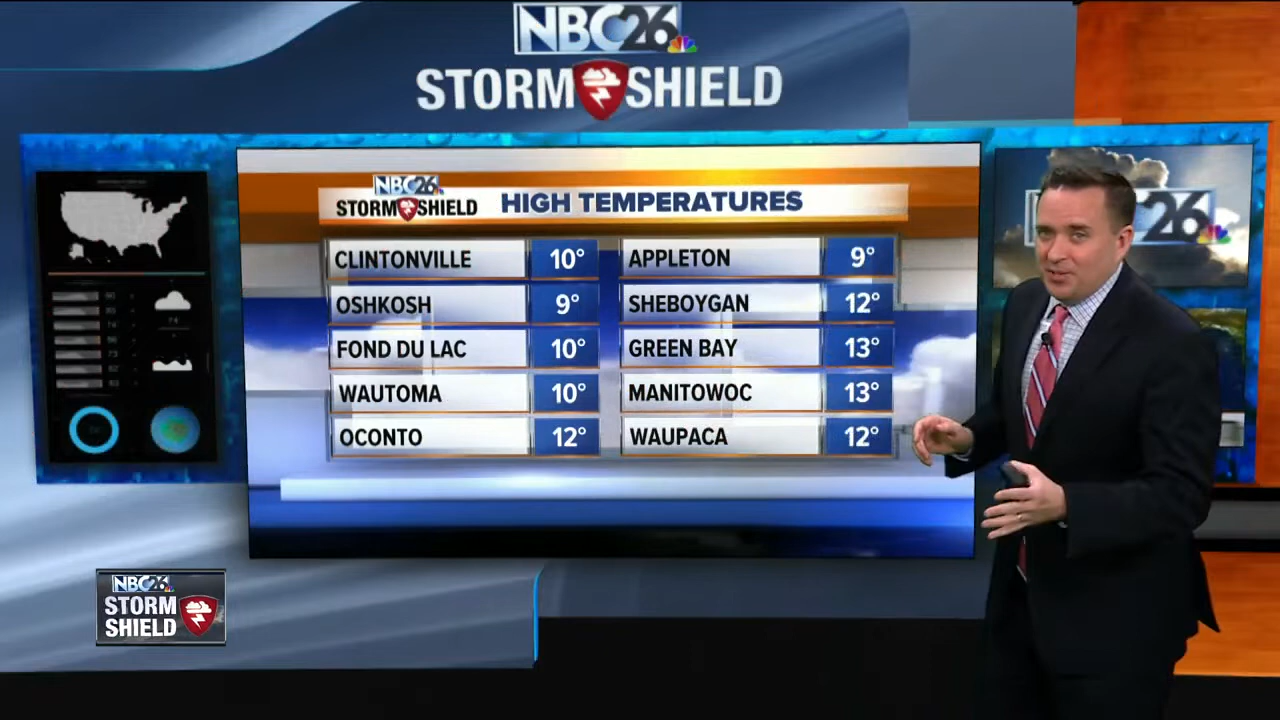 NBC26
STORM SHIELD
NBC26
STORM SHIELD
HIGH TEMPERATURES
CLINTONVILLE 10° APPLETON 9°
OSHKOSH 9° SHEBOYGAN 12°
FOND DU LAC 10° GREEN BAY 13°
WAUTOMA 10° MANITOWOC 13°
OCONTO 12° WAUPACA 12°
26
NBC26
STORM
SHIELD